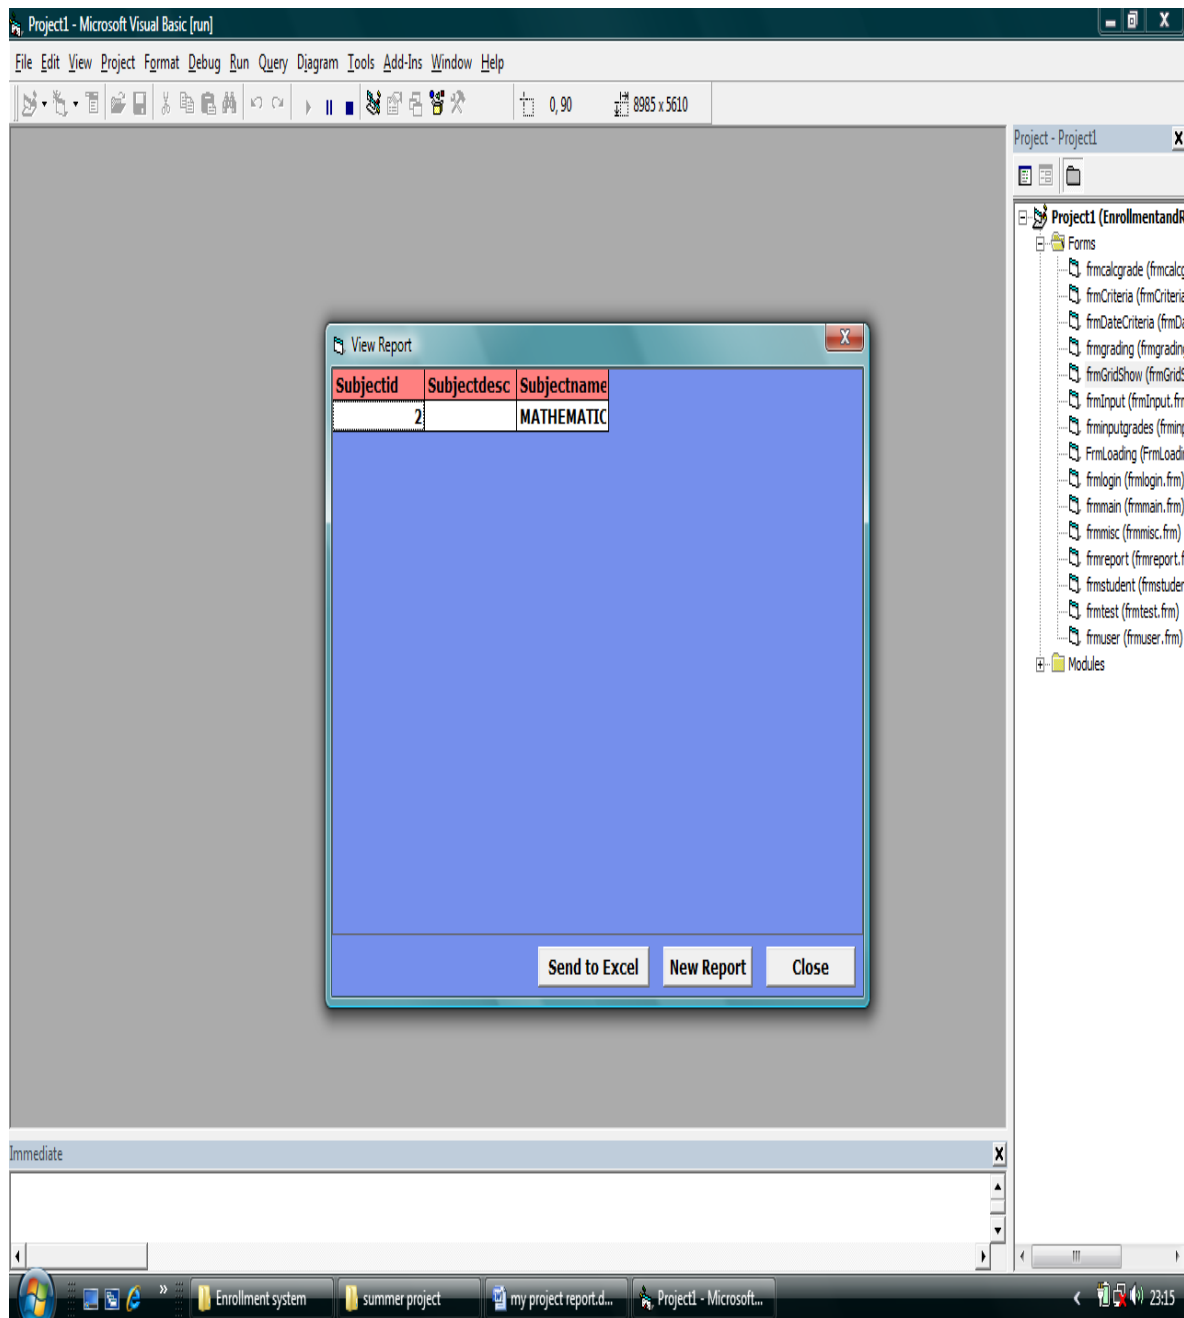 Project1 - Microsoft Visual Basic [run]
File Edit View Project Format Debug Run Query Diagram Tools Add-Ins Window Help
0, 90 8985 x 5610
Project - Project1
Project1 (EnrollmentandR
Forms
frmcalcgrade (frmcalcg
frmCriteria (frmCriteria
frmDateCriteria (frmDa
frmgrading (frmgrading
frmGridShow (frmGridS
frmInput (frmInput.frr
frminputgrades (frminp
FrmLoading (FrmLoadi
frmlogin (frmlogin.frm)
frmmain (frmmain.frm)
frmmisc (frmmisc.frm)
frmreport (frmreport.f
frmstudent (frmstuder
frmtest (frmtest.frm)
frmuser (frmuser.frm)
Modules
View Report
Subjectid Subjectdesc Subjectname
2 MATHEMATIC
Send to Excel New Report Close
Immediate
Enrollment system summer project my project report.d... Project1 - Microsoft... 23:15